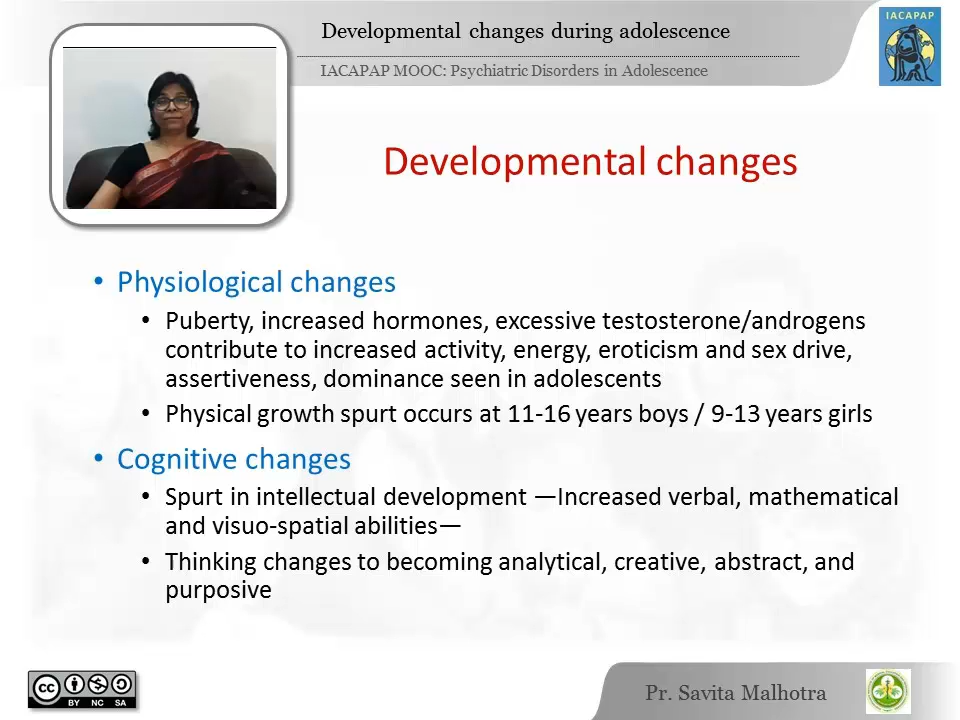 Developmental changes during adolescence
IACAPAP MOOC: Psychiatric Disorders in Adolescence
IACAPAP
Developmental changes
• Physiological changes
• Puberty, increased hormones, excessive testosterone/androgens
contribute to increased activity, energy, eroticism and sex drive,
assertiveness, dominance seen in adolescents
• Physical growth spurt occurs at 11-16 years boys / 9-13 years girls
• Cognitive changes
• Spurt in intellectual development —Increased verbal, mathematical
and visuo-spatial abilities—
• Thinking changes to becoming analytical, creative, abstract, and
purposive
cc
BY NC SA
Pr. Savita Malhotra